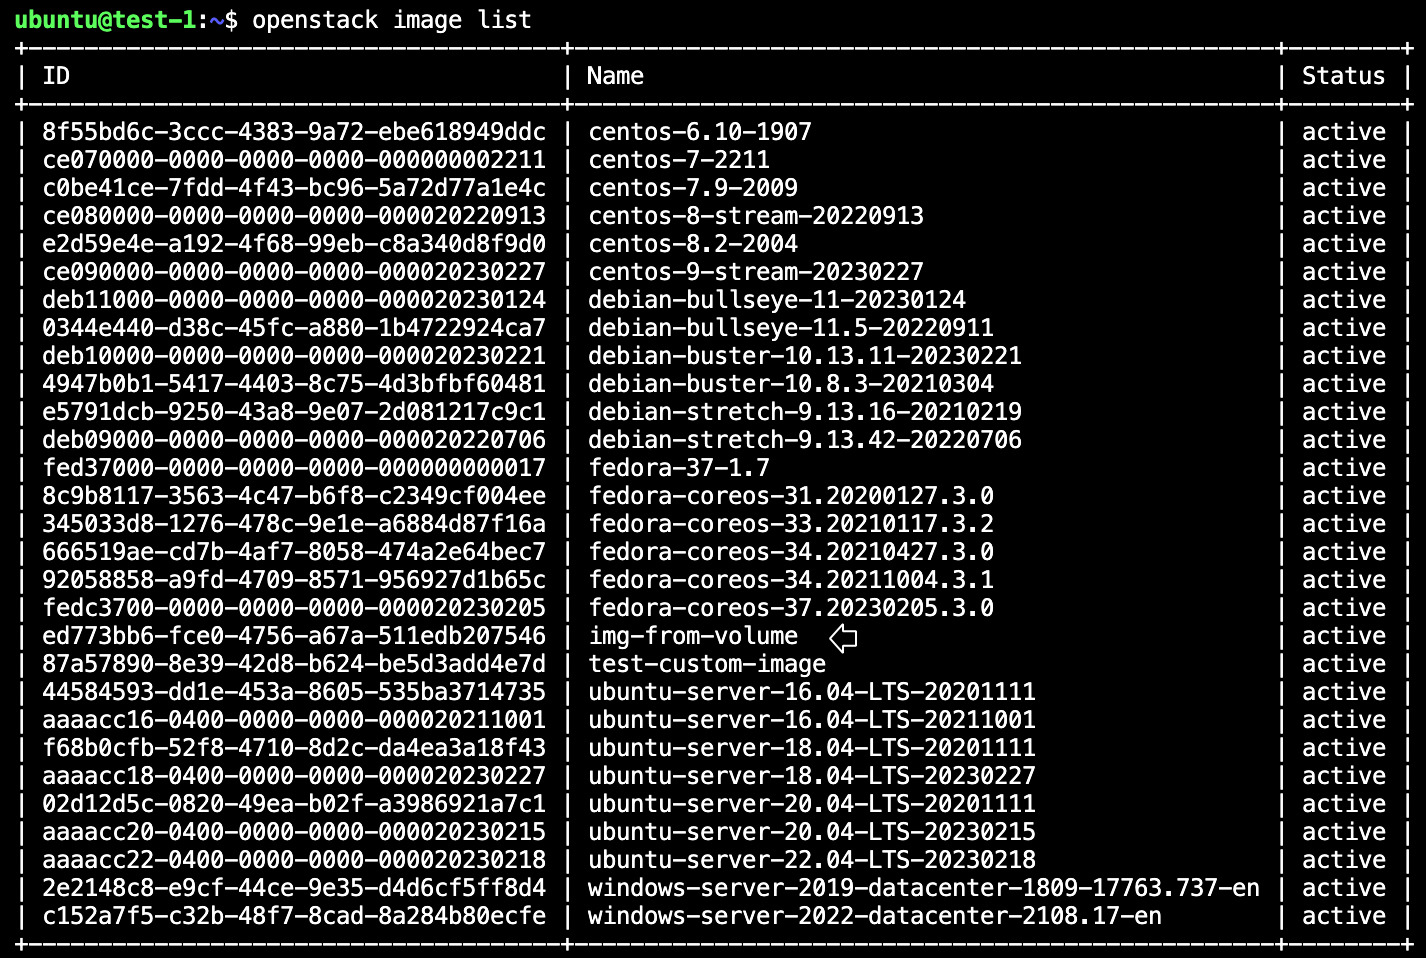 ubuntu@test-1:~$ openstack image list
+--------------------------------------+---------------------------------------------------+--------+
| ID                                   | Name                                              | Status |
+--------------------------------------+---------------------------------------------------+--------+
| 8f55bd6c-3ccc-4383-9a72-ebe618949ddc | centos-6.10-1907                                  | active |
| ce070000-0000-0000-0000-000000002211 | centos-7-2211                                     | active |
| c0be41ce-7fdd-4f43-bc96-5a72d77a1e4c | centos-7.9-2009                                   | active |
| ce080000-0000-0000-0000-000020220913 | centos-8-stream-20220913                          | active |
| e2d59e4e-a192-4f68-99eb-c8a340d8f9d0 | centos-8.2-2004                                   | active |
| ce090000-0000-0000-0000-000020230227 | centos-9-stream-20230227                          | active |
| deb11000-0000-0000-0000-000020230124 | debian-bullseye-11-20230124                       | active |
| 0344e440-d38c-45fc-a880-1b4722924ca7 | debian-bullseye-11.5-20220911                     | active |
| deb10000-0000-0000-0000-000020230221 | debian-buster-10.13.11-20230221                   | active |
| 4947b0b1-5417-4403-8c75-4d3bfbf60481 | debian-buster-10.8.3-20210304                     | active |
| e5791dcb-9250-43a8-9e07-2d081217c9c1 | debian-stretch-9.13.16-20210219                   | active |
| deb09000-0000-0000-0000-000020220706 | debian-stretch-9.13.42-20220706                   | active |
| fed37000-0000-0000-0000-000000000017 | fedora-37-1.7                                     | active |
| 8c9b8117-3563-4c47-b6f8-c2349cf004ee | fedora-coreos-31.20200127.3.0                     | active |
| 345033d8-1276-478c-9e1e-a6884d87f16a | fedora-coreos-33.20210117.3.2                     | active |
| 666519ae-cd7b-4af7-8058-474a2e64bec7 | fedora-coreos-34.20210427.3.0                     | active |
| 92058858-a9fd-4709-8571-956927d1b65c | fedora-coreos-34.20211004.3.1                     | active |
| fedc3700-0000-0000-0000-000020230205 | fedora-coreos-37.20230205.3.0                     | active |
| ed773bb6-fce0-4756-a67a-511edb207546 | img-from-volume                                   | active |
| 87a57890-8e39-42d8-b624-be5d3add4e7d | test-custom-image                                 | active |
| 44584593-dd1e-453a-8605-535ba3714735 | ubuntu-server-16.04-LTS-20201111                  | active |
| aaaacc16-0400-0000-0000-000020211001 | ubuntu-server-16.04-LTS-20211001                  | active |
| f68b0cfb-52f8-4710-8d2c-da4ea3a18f43 | ubuntu-server-18.04-LTS-20201111                  | active |
| aaaacc18-0400-0000-0000-000020230227 | ubuntu-server-18.04-LTS-20230227                  | active |
| 02d12d5c-0820-49ea-b02f-a3986921a7c1 | ubuntu-server-20.04-LTS-20201111                  | active |
| aaaacc20-0400-0000-0000-000020230215 | ubuntu-server-20.04-LTS-20230215                  | active |
| aaaacc22-0400-0000-0000-000020230218 | ubuntu-server-22.04-LTS-20230218                  | active |
| 2e2148c8-e9cf-44ce-9e35-d4d6cf5ff8d4 | windows-server-2019-datacenter-1809-17763.737-en | active |
| c152a7f5-c32b-48f7-8cad-8a284b80ecfe | windows-server-2022-datacenter-2108.17-en         | active |
+--------------------------------------+---------------------------------------------------+--------+